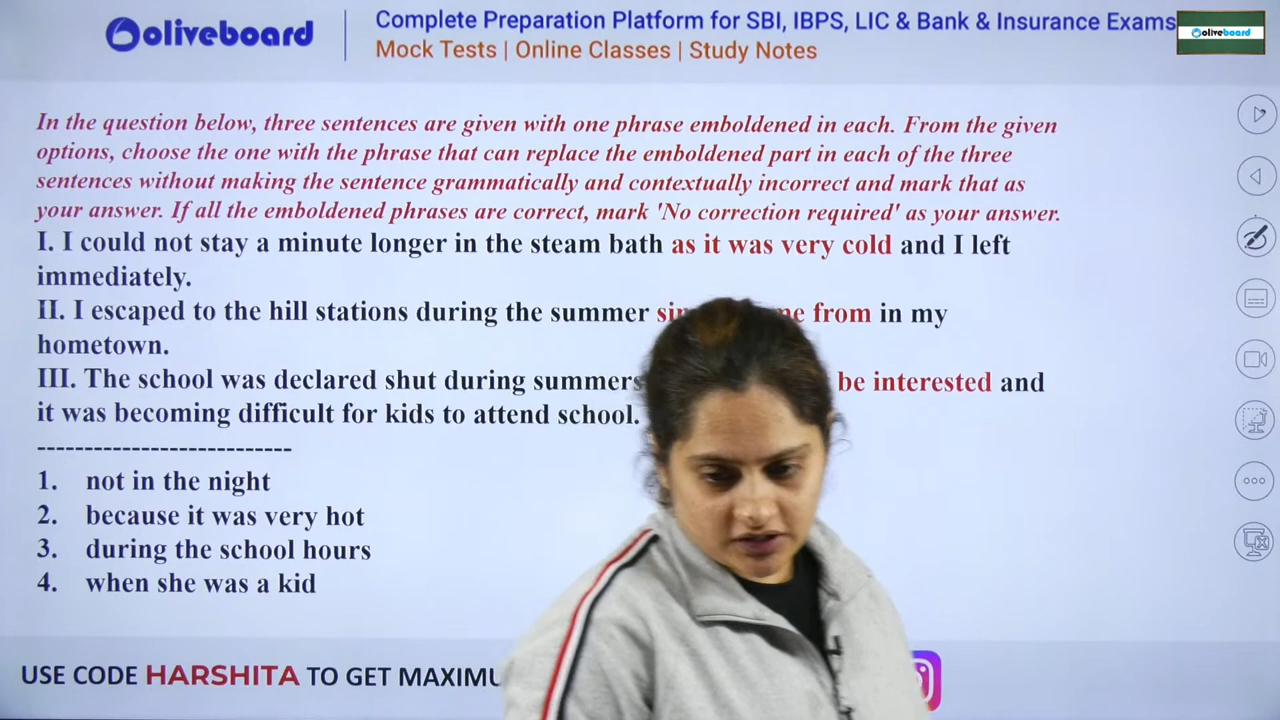 oliveboard
Complete Preparation Platform for SBI, IBPS, LIC & Bank & Insurance Exams
Mock Tests | Online Classes | Study Notes
oliveboard
In the question below, three sentences are given with one phrase emboldened in each. From the given
options, choose the one with the phrase that can replace the emboldened part in each of the three
sentences without making the sentence grammatically and contextually incorrect and mark that as
your answer. If all the emboldened phrases are correct, mark 'No correction required' as your answer.
I. I could not stay a minute longer in the steam bath as it was very cold and I left
immediately.
II. I escaped to the hill stations during the summer from in my
hometown.
III. The school was declared shut during summers be interested and
it was becoming difficult for kids to attend school.
---------------------------
1. not in the night
2. because it was very hot
3. during the school hours
4. when she was a kid
USE CODE HARSHITA TO GET